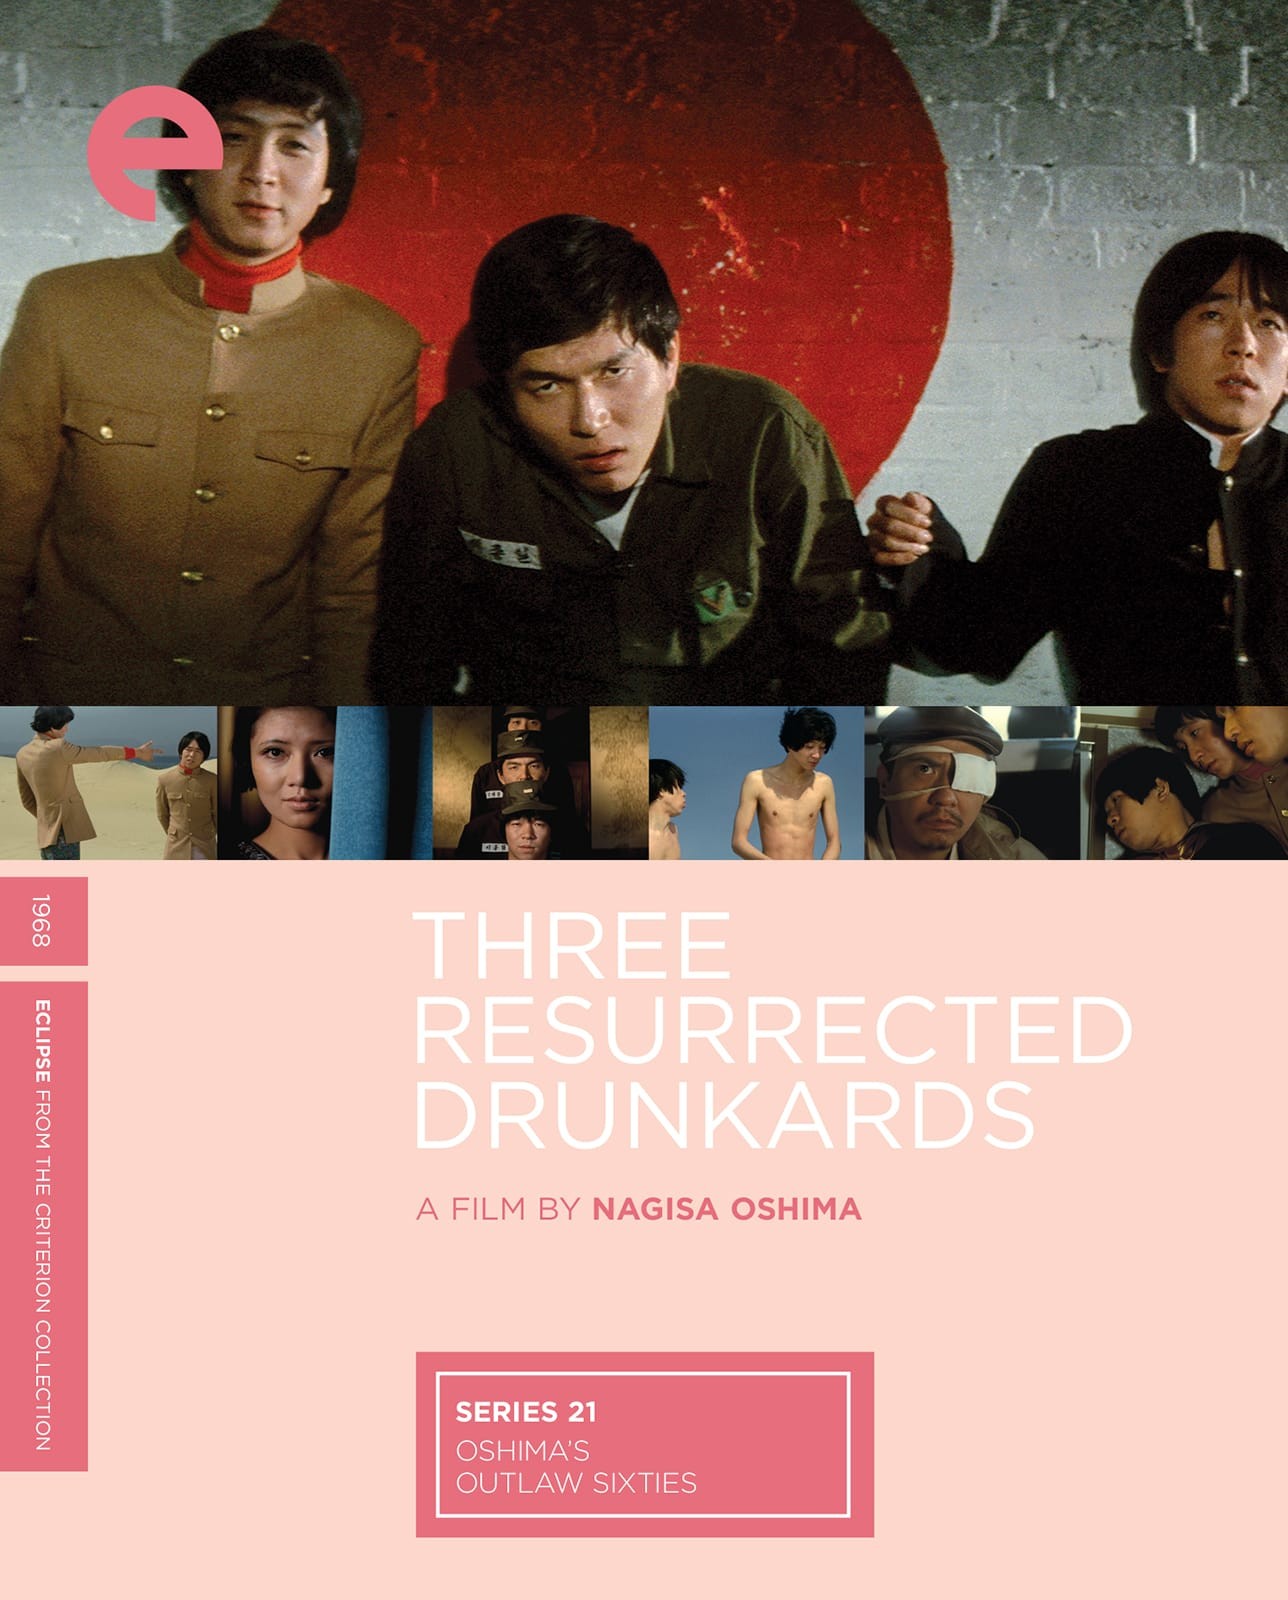 e
1968
ECLIPSE FROM THE CRITERION COLLECTION
THREE
RESURRECTED
DRUNKARDS
A FILM BY NAGISA OSHIMA
SERIES 21
OSHIMA'S
OUTLAW SIXTIES